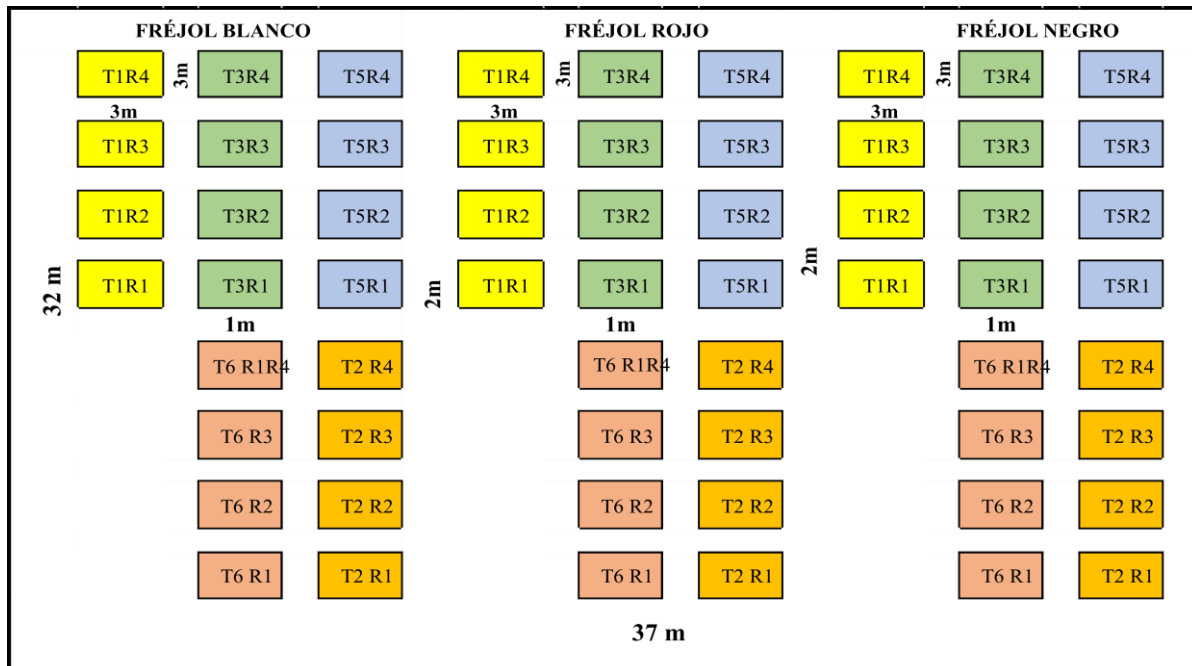 FRÉJOL BLANCO FRÉJOL ROJO FRÉJOL NEGRO
T1R4 3m T3R4 T5R4 T1R4 3m T3R4 T5R4 T1R4 3m T3R4 T5R4
3m 3m 3m
T1R3 T3R3 T5R3 T1R3 T3R3 T5R3 T1R3 T3R3 T5R3
T1R2 T3R2 T5R2 T1R2 T3R2 T5R2 T1R2 T3R2 T5R2
32 m T1R1 T3R1 T5R1 2m T1R1 T3R1 T5R1 2m T1R1 T3R1 T5R1
1m 1m 1m
T6 R1R4 T2 R4 T6 R1R4 T2 R4 T6 R1R4 T2 R4
T6 R3 T2 R3 T6 R3 T2 R3 T6 R3 T2 R3
T6 R2 T2 R2 T6 R2 T2 R2 T6 R2 T2 R2
T6 R1 T2 R1 T6 R1 T2 R1 T6 R1 T2 R1
37 m